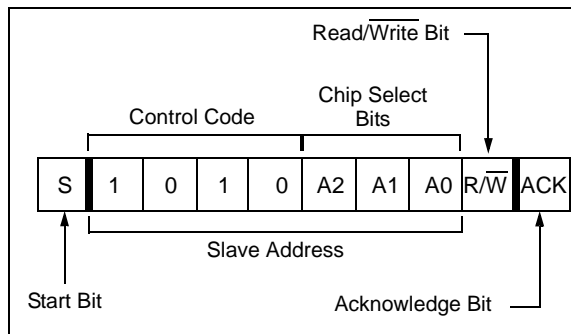 Read/Write Bit
Chip Select
Bits
Control Code
S 1 0 1 0 A2 A1 A0 R/W ACK
Slave Address
Start Bit
Acknowledge Bit